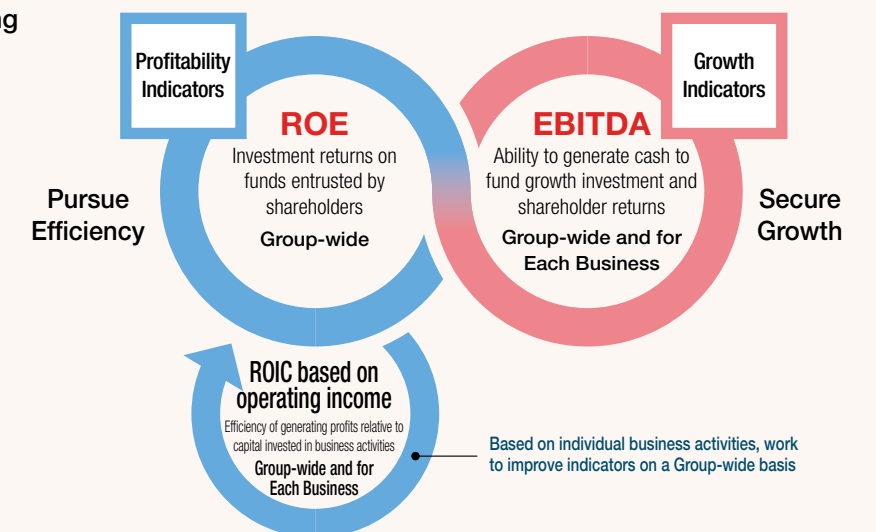 ng
Profitability
Indicators
Growth
Indicators
ROE
Investment returns on
funds entrusted by
shareholders
Group-wide
EBITDA
Ability to generate cash to
fund growth investment and
shareholder returns
Group-wide and for
Each Business
Pursue
Efficiency
Secure
Growth
ROIC based on
operating income
Efficiency of generating profits relative to
capital invested in business activities
Group-wide and for
Each Business
Based on individual business activities, work
to improve indicators on a Group-wide basis